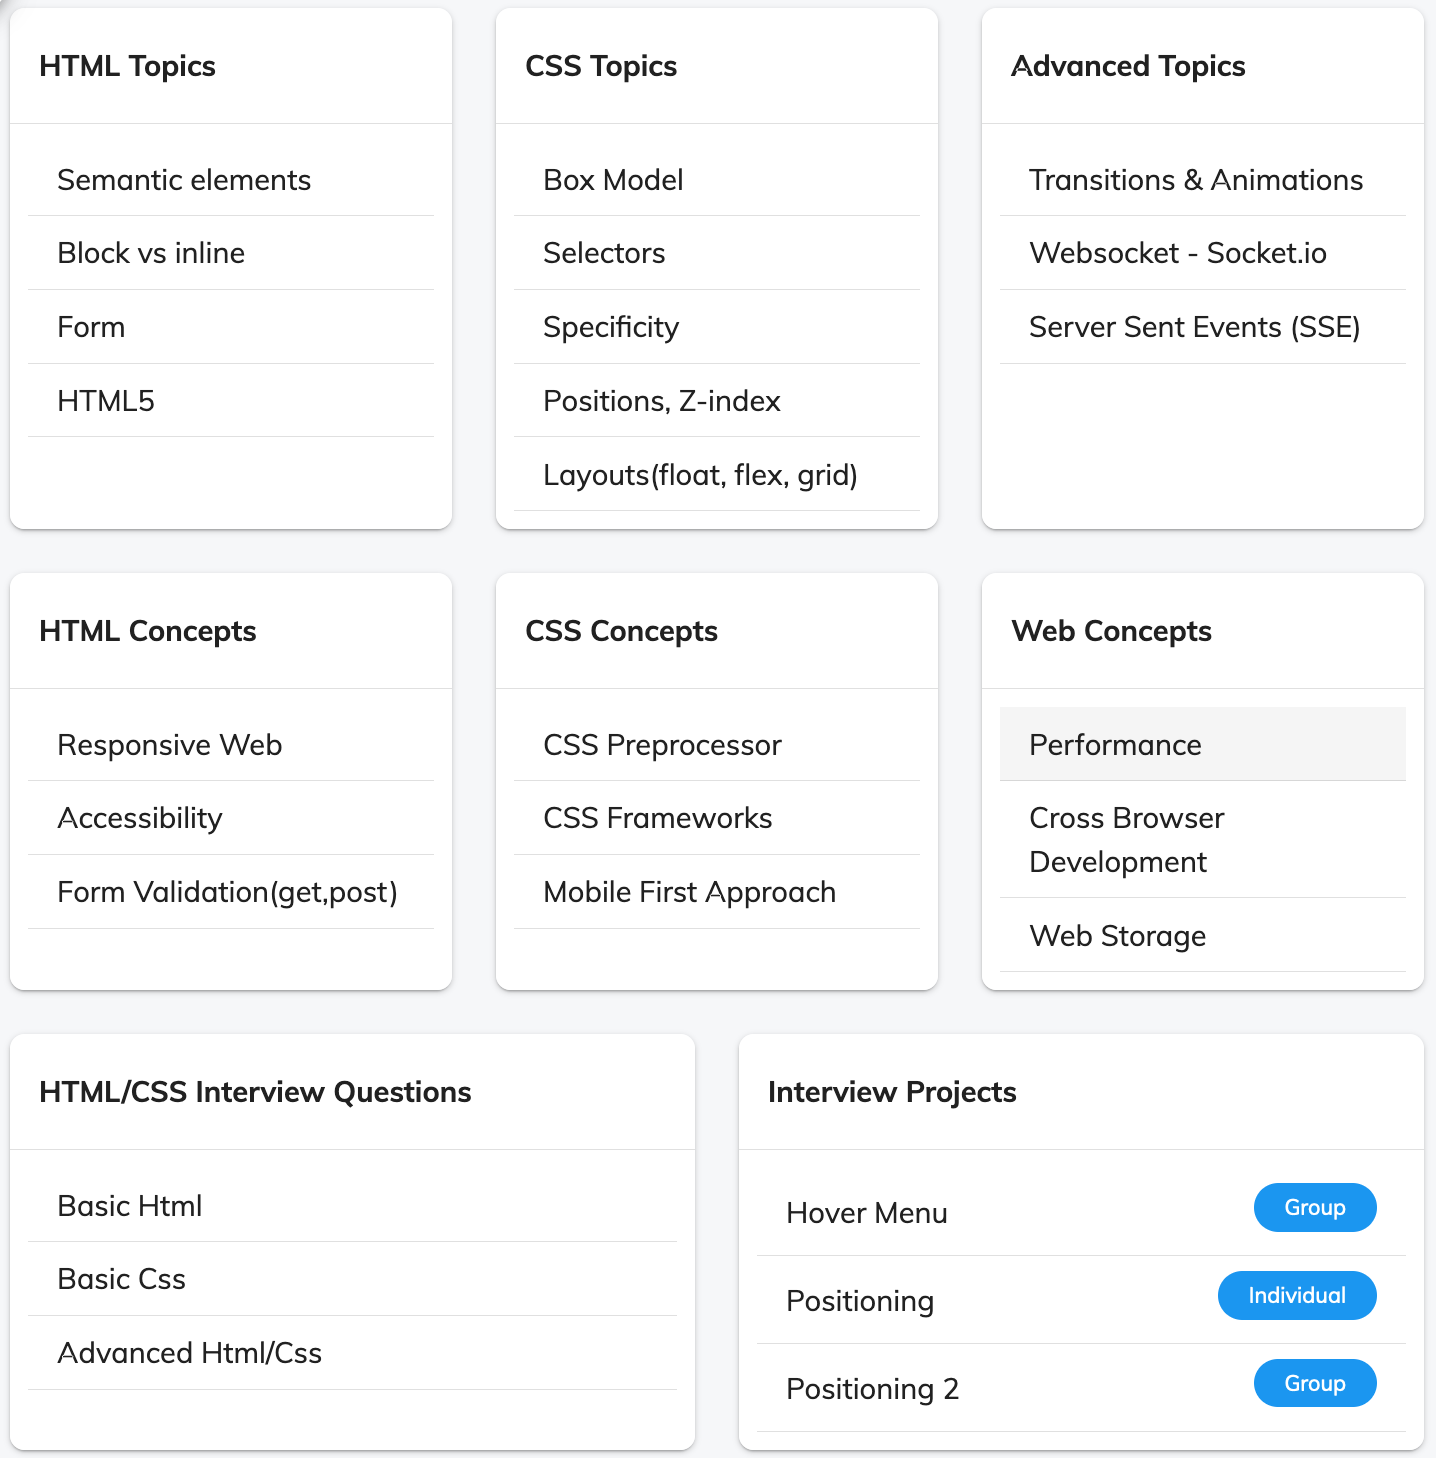 HTML Topics
Semantic elements
Block vs inline
Form
HTML5
CSS Topics
Box Model
Selectors
Specificity
Positions, Z-index
Layouts(float, flex, grid)
Advanced Topics
Transitions & Animations
Websocket - Socket.io
Server Sent Events (SSE)
HTML Concepts
Responsive Web
Accessibility
Form Validation(get,post)
CSS Concepts
CSS Preprocessor
CSS Frameworks
Mobile First Approach
Web Concepts
Performance
Cross Browser
Development
Web Storage
HTML/CSS Interview Questions
Basic Html
Basic Css
Advanced Html/Css
Interview Projects
Hover Menu Group
Positioning Individual
Positioning 2 Group